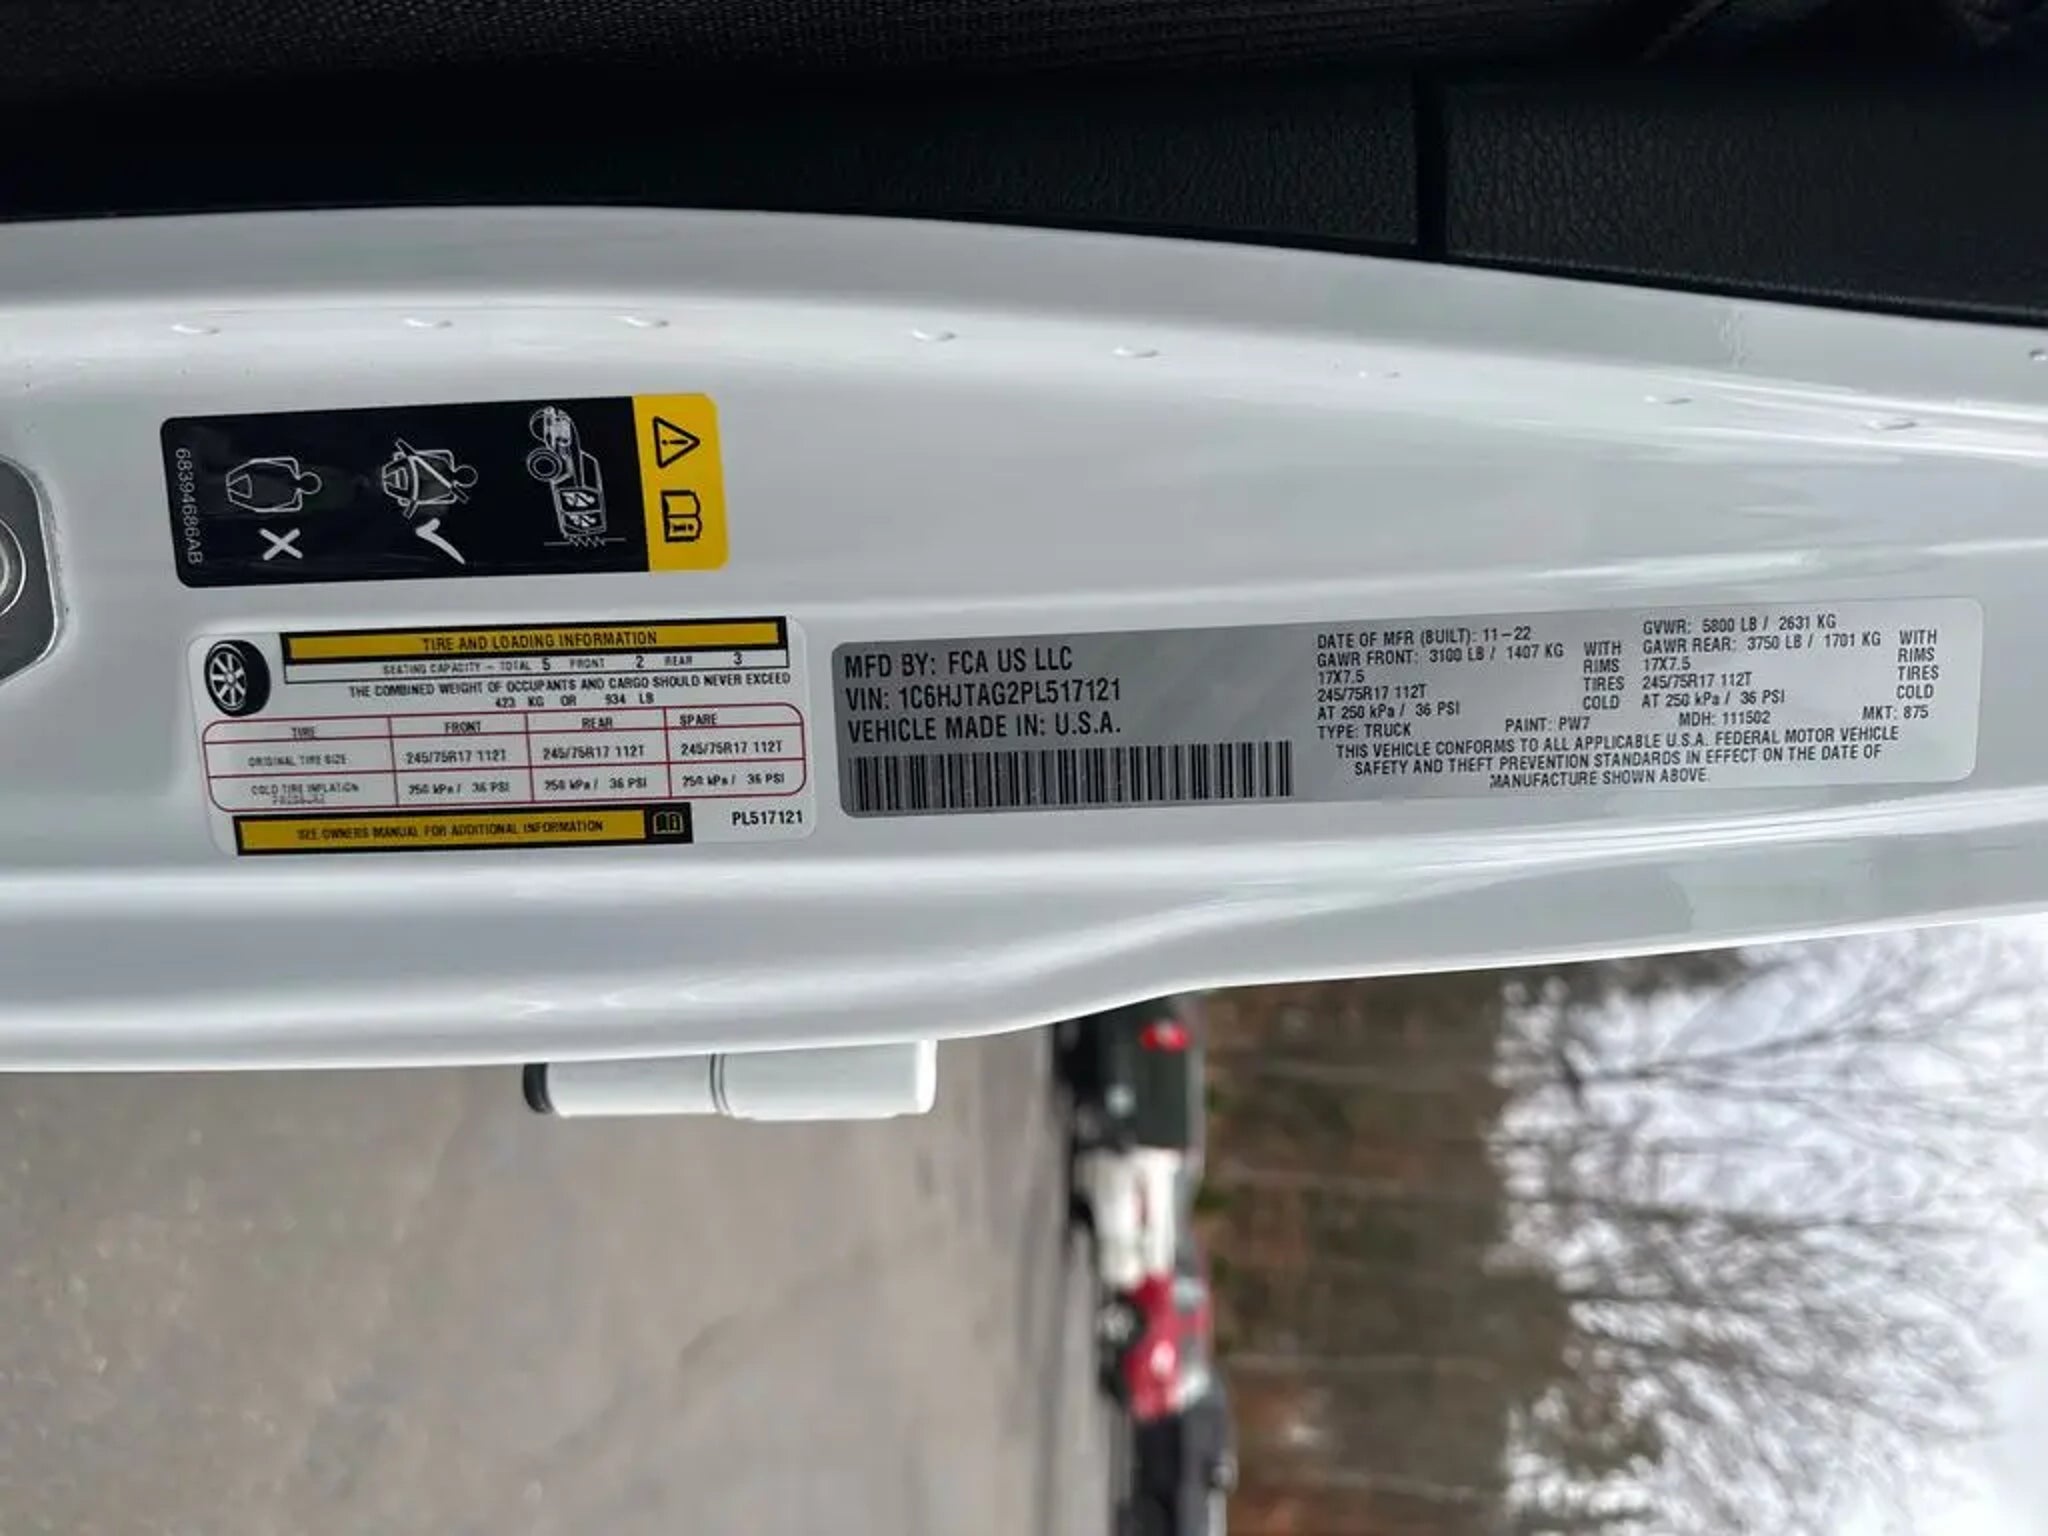 68394686AB
TIRE AND LOADING INFORMATION
SEATING CAPACITY - TOTAL 5 FRONT 2 REAR 3
THE COMBINED WEIGHT OF OCCUPANTS AND CARGO SHOULD NEVER EXCEED
423 KG OR 934 LB
TIRE FRONT REAR SPARE
ORIGINAL TIRE SIZE 245/75R17 112T 245/75R17 112T 245/75R17 112T
COLD TIRE INFLATION 250 kPa / 36 PSI 250 kPa / 36 PSI 250 kPa / 36 PSI
PRESSURE
SEE OWNERS MANUAL FOR ADDITIONAL INFORMATION
PL517121
MFD BY: FCA US LLC
VIN: 1C6HJTAG2PL517121
VEHICLE MADE IN: U.S.A.
DATE OF MFR (BUILT): 11-22 GVWR: 5800 LB / 2631 KG
GAWR FRONT: 3100 LB / 1407 KG WITH GAWR REAR: 3750 LB / 1701 KG WITH
17X7.5 RIMS 17X7.5 RIMS
245/75R17 112T TIRES 245/75R17 112T TIRES
AT 250 kPa / 36 PSI COLD AT 250 kPa / 36 PSI COLD
TYPE: TRUCK PAINT: PW7 MDH: 111502 MKT: 875
THIS VEHICLE CONFORMS TO ALL APPLICABLE U.S.A. FEDERAL MOTOR VEHICLE
SAFETY AND THEFT PREVENTION STANDARDS IN EFFECT ON THE DATE OF
MANUFACTURE SHOWN ABOVE.